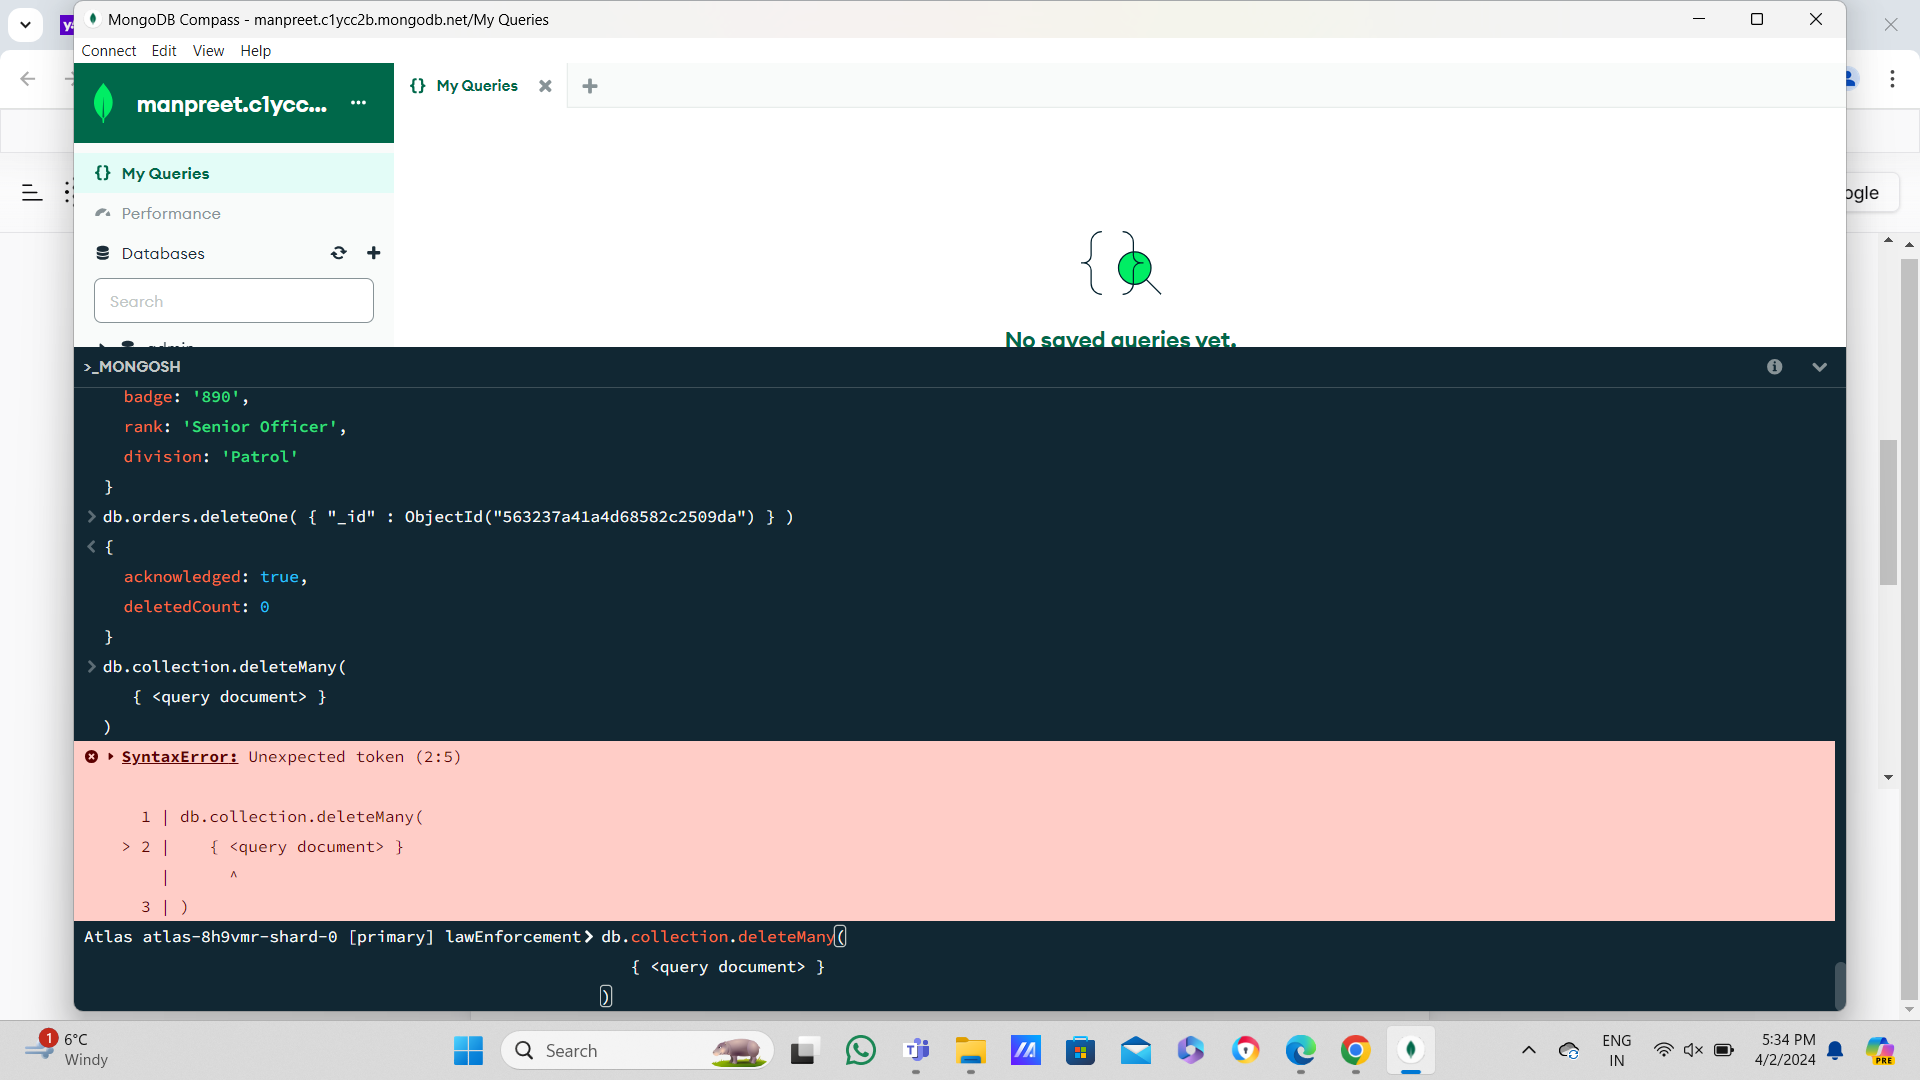 MongoDB Compass - manpreet.c1ycc2b.mongodb.net/My Queries
Connect Edit View Help
manpreet.c1ycc... ...
{} My Queries
{} My Queries
Performance
Databases
Search
admin
No saved queries yet.
ogle
>_MONGOSH
badge: '890',
rank: 'Senior Officer',
division: 'Patrol'
}
> db.orders.deleteOne( { "_id" : ObjectId("563237a41a4d68582c2509da") } )
< {
acknowledged: true,
deletedCount: 0
}
> db.collection.deleteMany(
{ <query document> }
)
SyntaxError: Unexpected token (2:5)
1 | db.collection.deleteMany(
> 2 | { <query document> }
| ^
3 | )
Atlas atlas-8h9vmr-shard-0 [primary] lawEnforcement> db.collection.deleteMany(
{ <query document> }
)
1
6°C
Windy
Search
ENG
IN
5:34 PM
4/2/2024
PRE